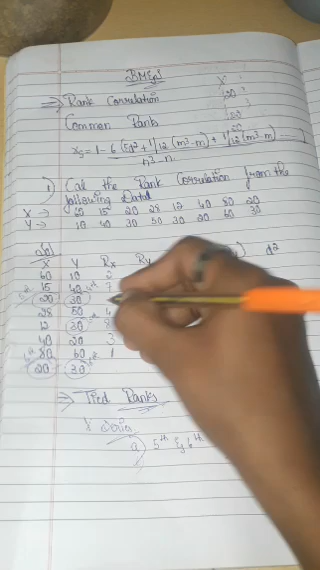 BMEgs
X
=> Rank Correlation
Common Ranks
= 1 - 6 (Σd² + 1/12 (m³-m) + 1/12 (m³-m) ----
n³ - n
1) Cal the Rank Correlation from the
following Data
X → 60 15 20 28 12 40 80 20
Y → 10 40 30 50 30 20 60 30
Sol
X Y Rx Ry d²
60 10 2
15 40 7
20 30
28 50 4
12 30 8
40 20 3
80 60 1
20 30
=> Tied Ranks
X Series
a) 5th & 6th